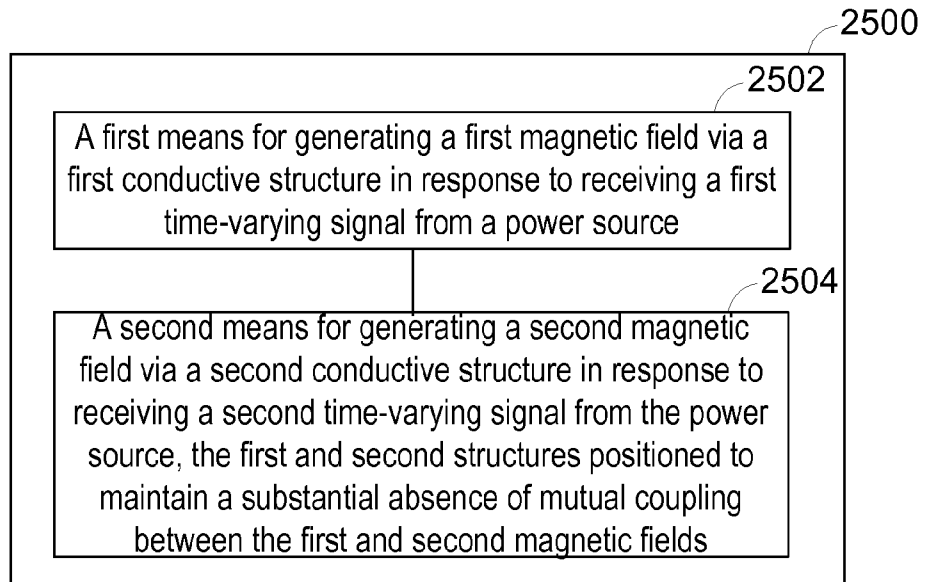 2500
2502
A first means for generating a first magnetic field via a
first conductive structure in response to receiving a first
time-varying signal from a power source
2504
A second means for generating a second magnetic
field via a second conductive structure in response to
receiving a second time-varying signal from the power
source, the first and second structures positioned to
maintain a substantial absence of mutual coupling
between the first and second magnetic fields